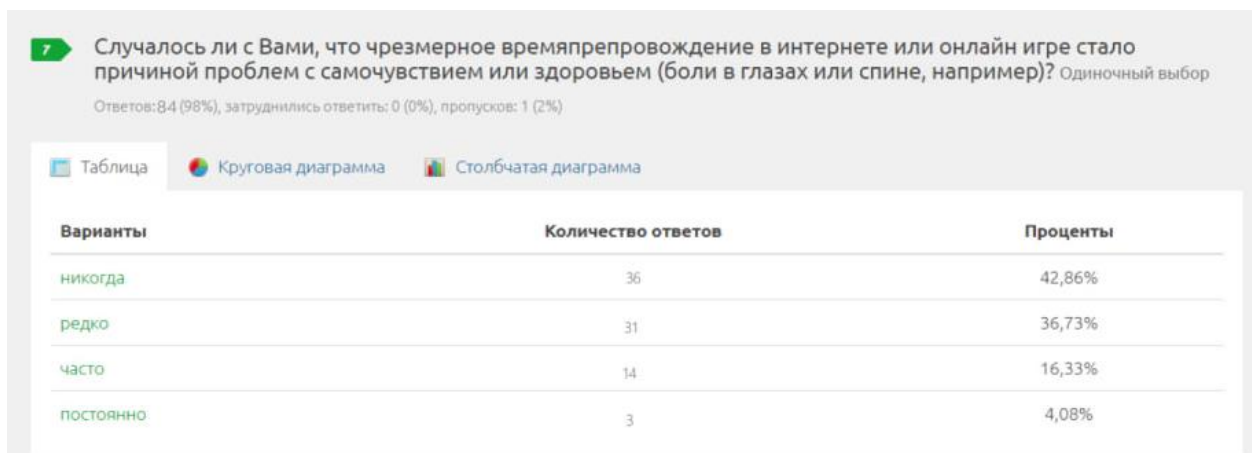 7
Случалось ли с Вами, что чрезмерное времяпрепровождение в интернете или онлайн игре стало
причиной проблем с самочувствием или здоровьем (боли в глазах или спине, например)? Одиночный выбор
Ответов:84 (98%), затруднились ответить: 0 (0%), пропусков: 1 (2%)
Таблица Круговая диаграмма Столбчатая диаграмма
Варианты Количество ответов Проценты
никогда 36 42,86%
редко 31 36,73%
часто 14 16,33%
постоянно 3 4,08%